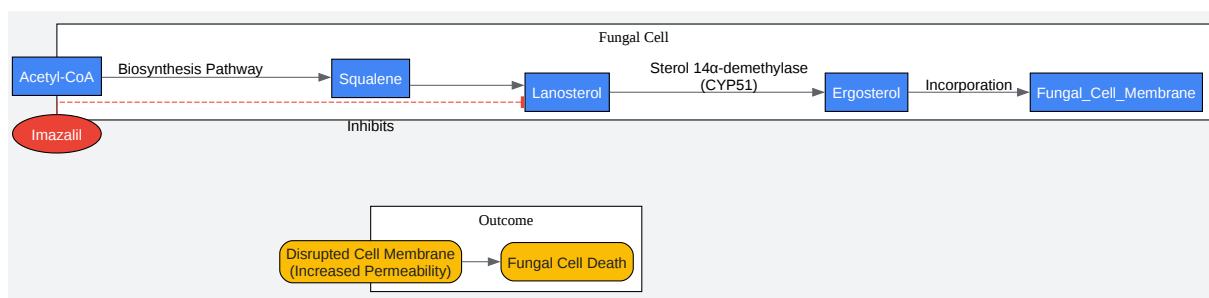 Fungal Cell
Acetyl-CoA
Biosynthesis Pathway
Squalene
Lanosterol
Sterol 14α-demethylase
(CYP51)
Ergosterol
Incorporation
Fungal_Cell_Membrane
Imazalil
Inhibits
Outcome
Disrupted Cell Membrane
(Increased Permeability)
Fungal Cell Death